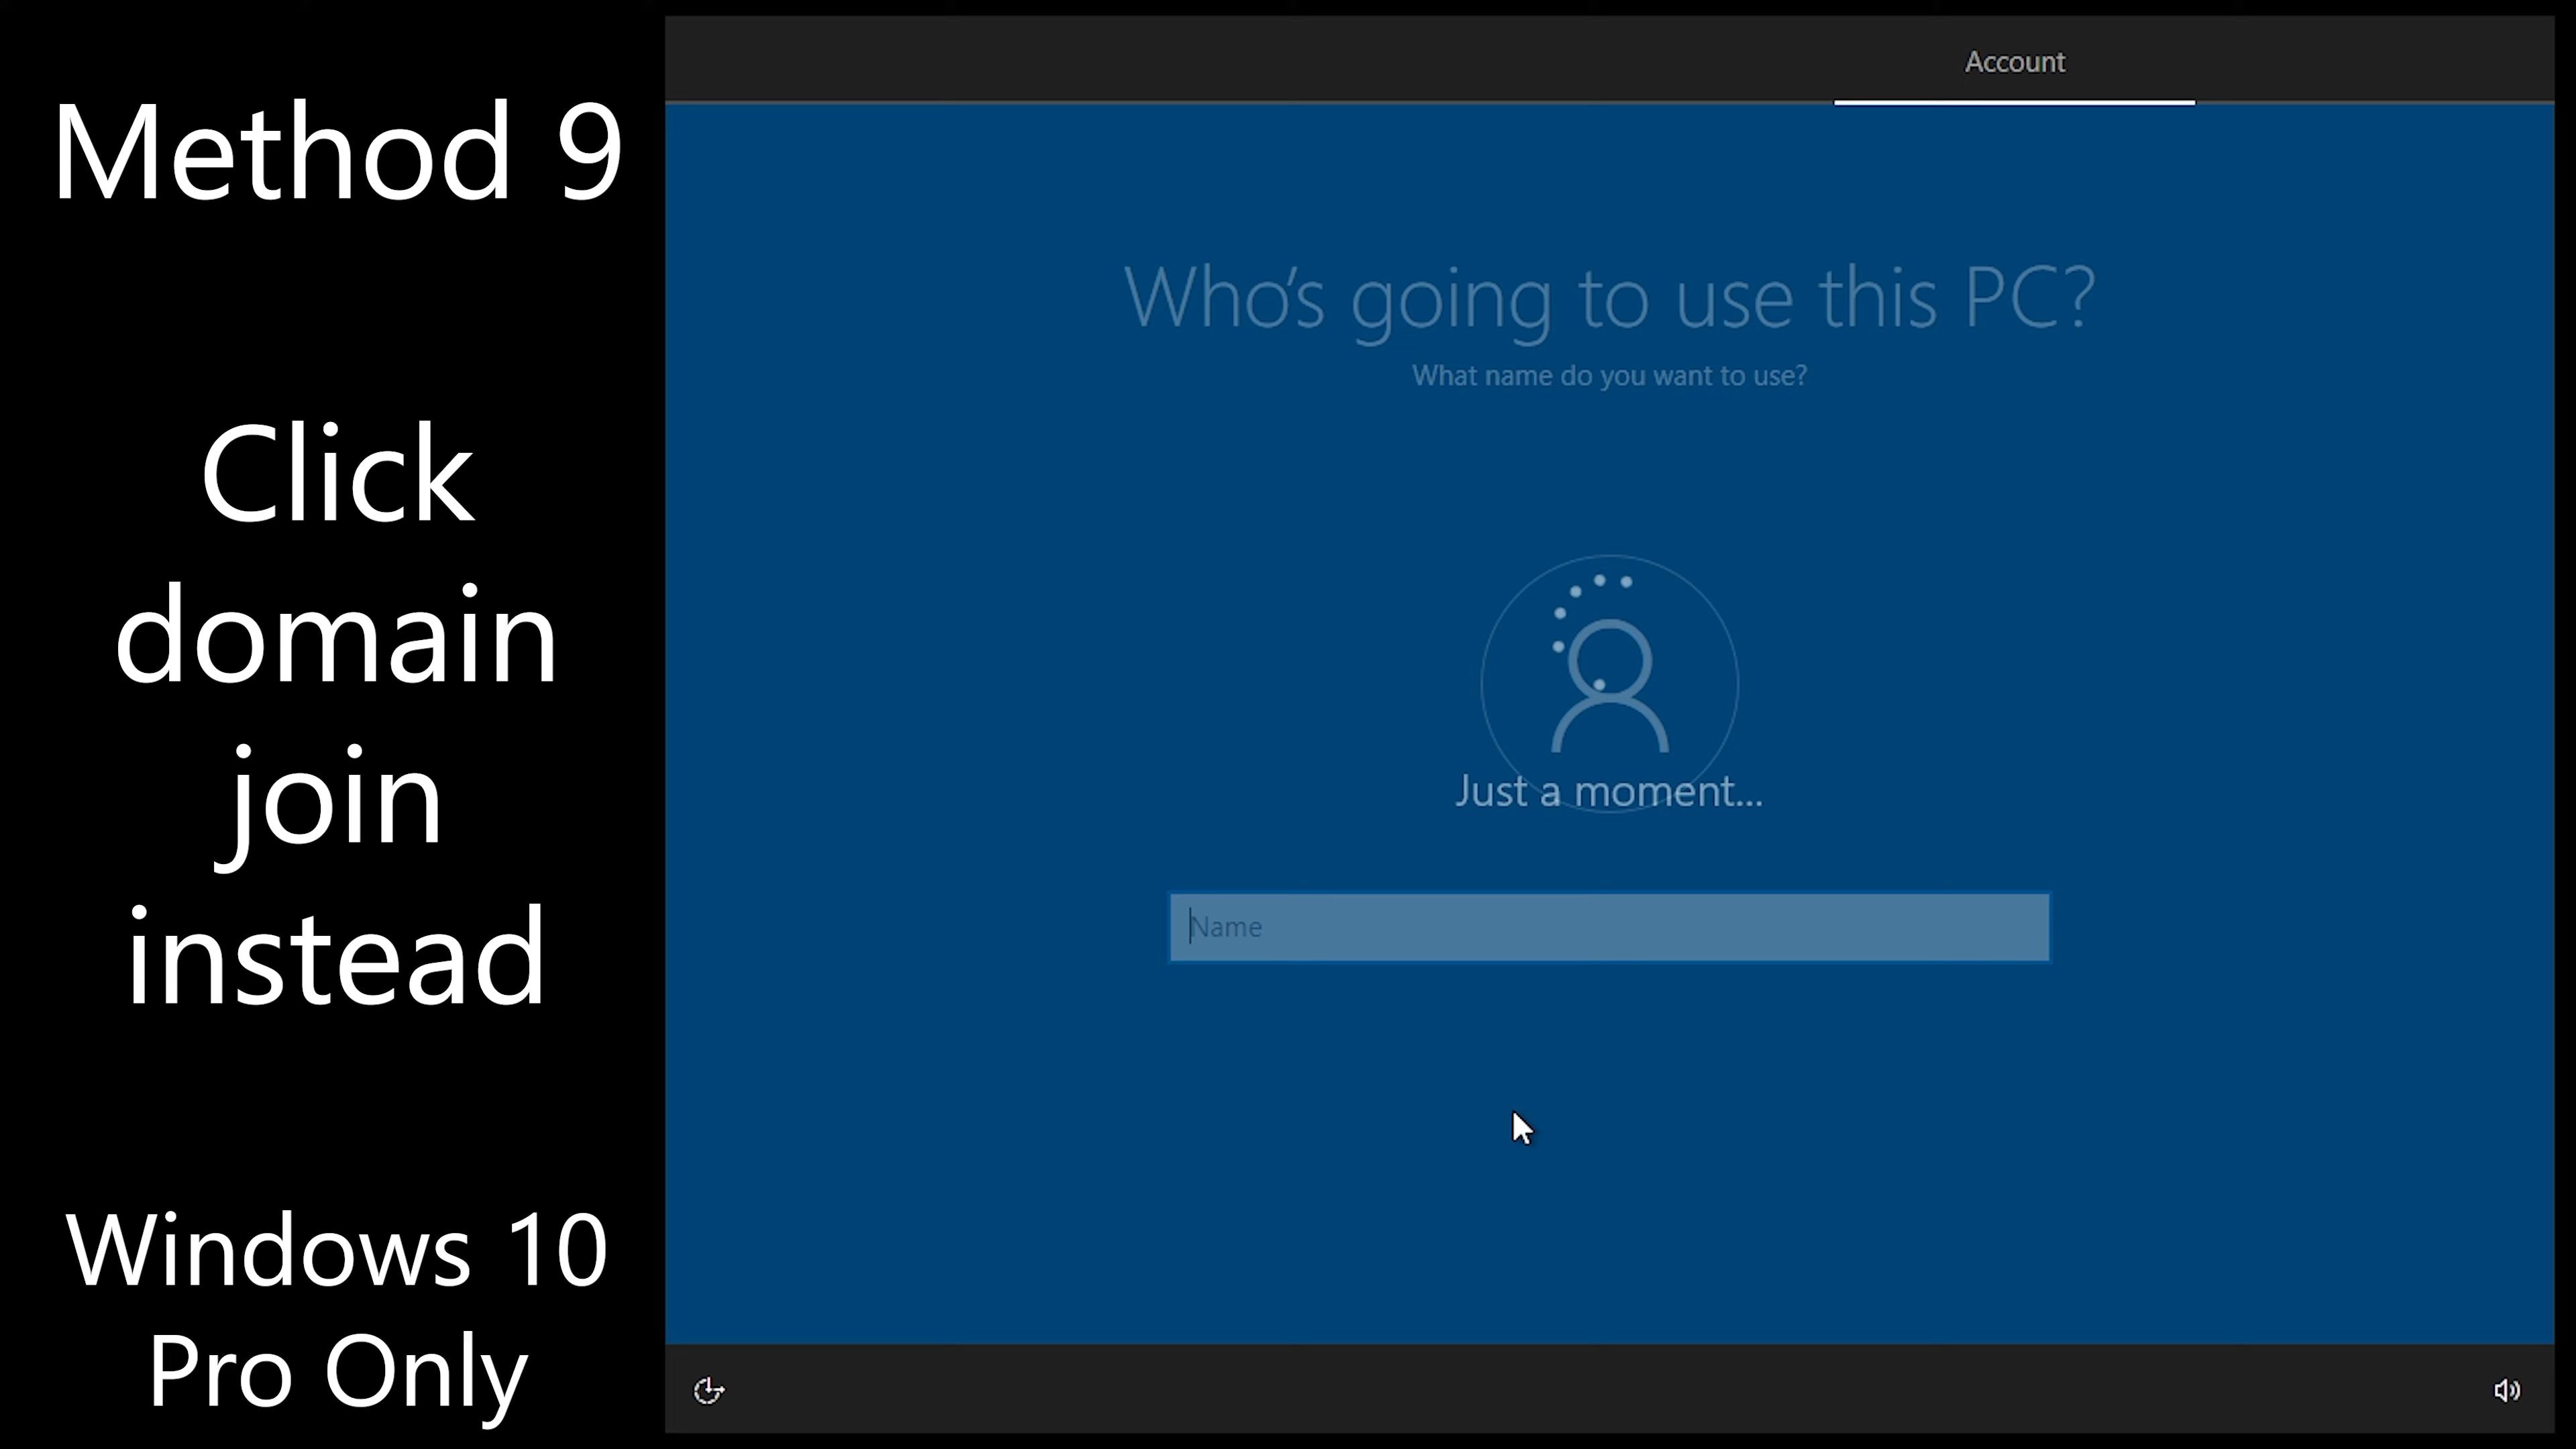 Method 9
Click
domain
join
instead
Windows 10
Pro Only
Account
Who's going to use this PC?
What name do you want to use?
Just a moment...
Name